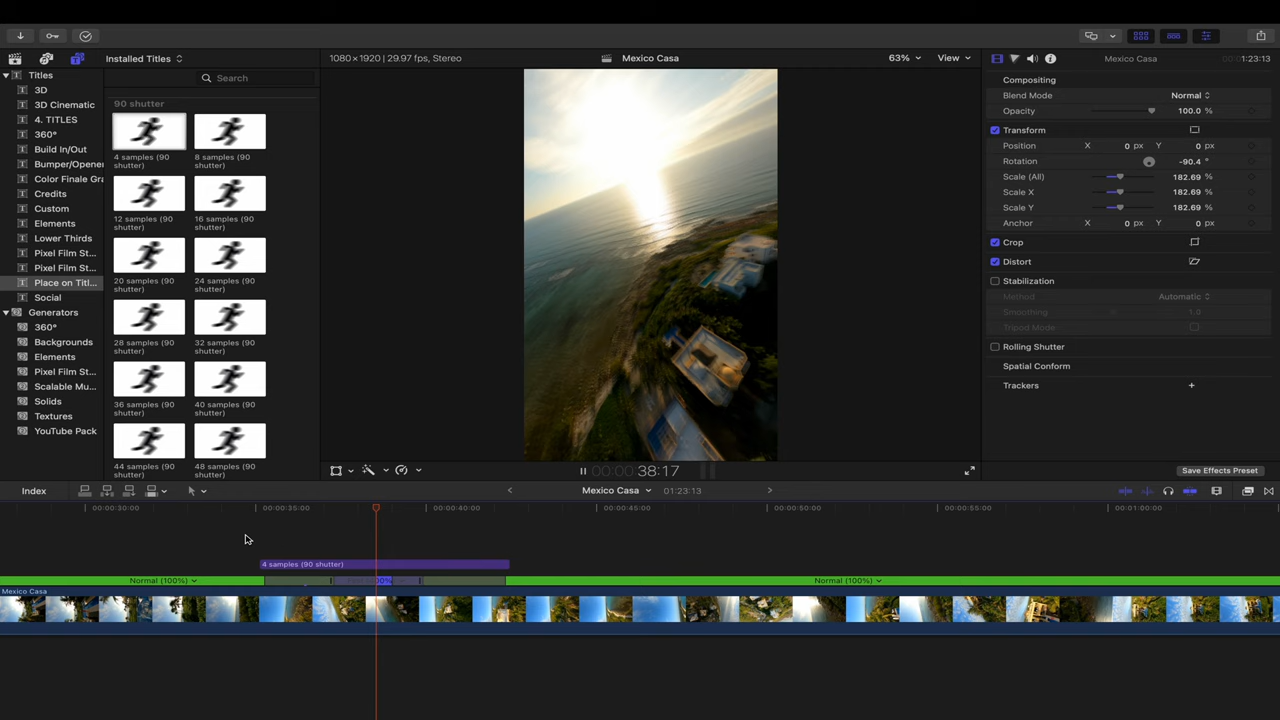 Installed Titles
1080×1920 | 29.97 fps, Stereo
Mexico Casa
63%
View
Mexico Casa
1:23:13
Search
Titles
3D
3D Cinematic
4. TITLES
360°
Build In/Out
Bumper/Opener
Color Finale Gra
Credits
Custom
Elements
Lower Thirds
Pixel Film St...
Pixel Film St...
Place on Titl...
Social
Generators
360°
Backgrounds
Elements
Pixel Film St...
Scalable Mu...
Solids
Textures
YouTube Pack
90 shutter
4 samples (90 shutter)
8 samples (90 shutter)
12 samples (90 shutter)
16 samples (90 shutter)
20 samples (90 shutter)
24 samples (90 shutter)
28 samples (90 shutter)
32 samples (90 shutter)
36 samples (90 shutter)
40 samples (90 shutter)
44 samples (90
48 samples (90
Compositing
Blend Mode Normal
Opacity 100.0 %
Transform
Position X 0 px Y 0 px
Rotation -90.4 °
Scale (All) 182.69 %
Scale X 182.69 %
Scale Y 182.69 %
Anchor X 0 px Y 0 px
Crop
Distort
Stabilization
Method Automatic
Smoothing 1.0
Tripod Mode
Rolling Shutter
Spatial Conform
Trackers
Save Effects Preset
00:00:38:17
Index
Mexico Casa
01:23:13
00:00:30:00
00:00:35:00
00:00:40:00
00:00:45:00
00:00:50:00
00:00:55:00
00:01:00:00
4 samples (90 shutter)
Normal (100%)
Normal (100%)
Mexico Casa